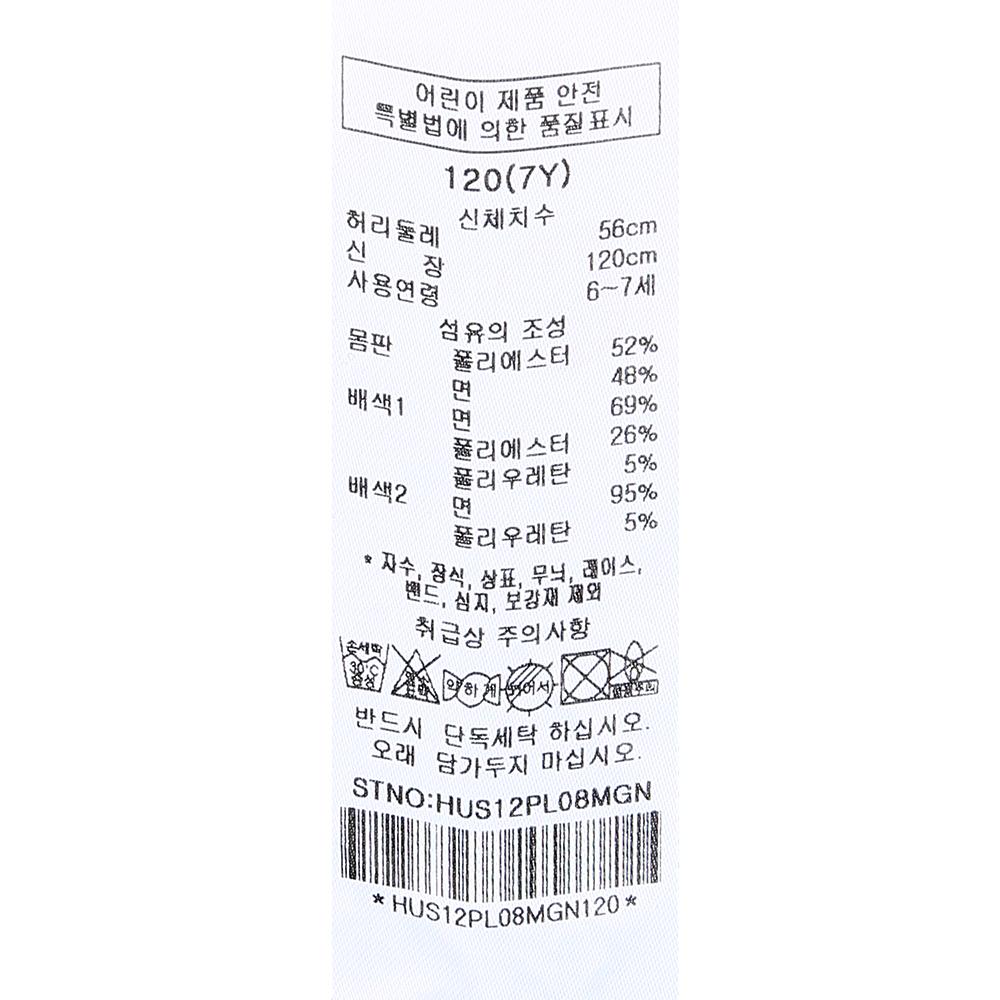 어린이 제품 안전
특별법에 의한 품질표시
120(7Y)
신체치수
허리둘레 56cm
신 장 120cm
사용연령 6~7세
섬유의 조성
몸판 폴리에스터 52%
면 48%
배색1 면 69%
폴리에스터 26%
폴리우레탄 5%
배색2 면 95%
폴리우레탄 5%
* 자수, 장식, 상표, 무늬, 레이스,
밴드, 심지, 보강재 제외
취급상 주의사항
손세탁
30℃
중성
약하게
뉘어서
반드시 단독세탁 하십시오.
오래 담가두지 마십시오.
STNO:HUS12PL08MGN
*HUS12PL08MGN120*